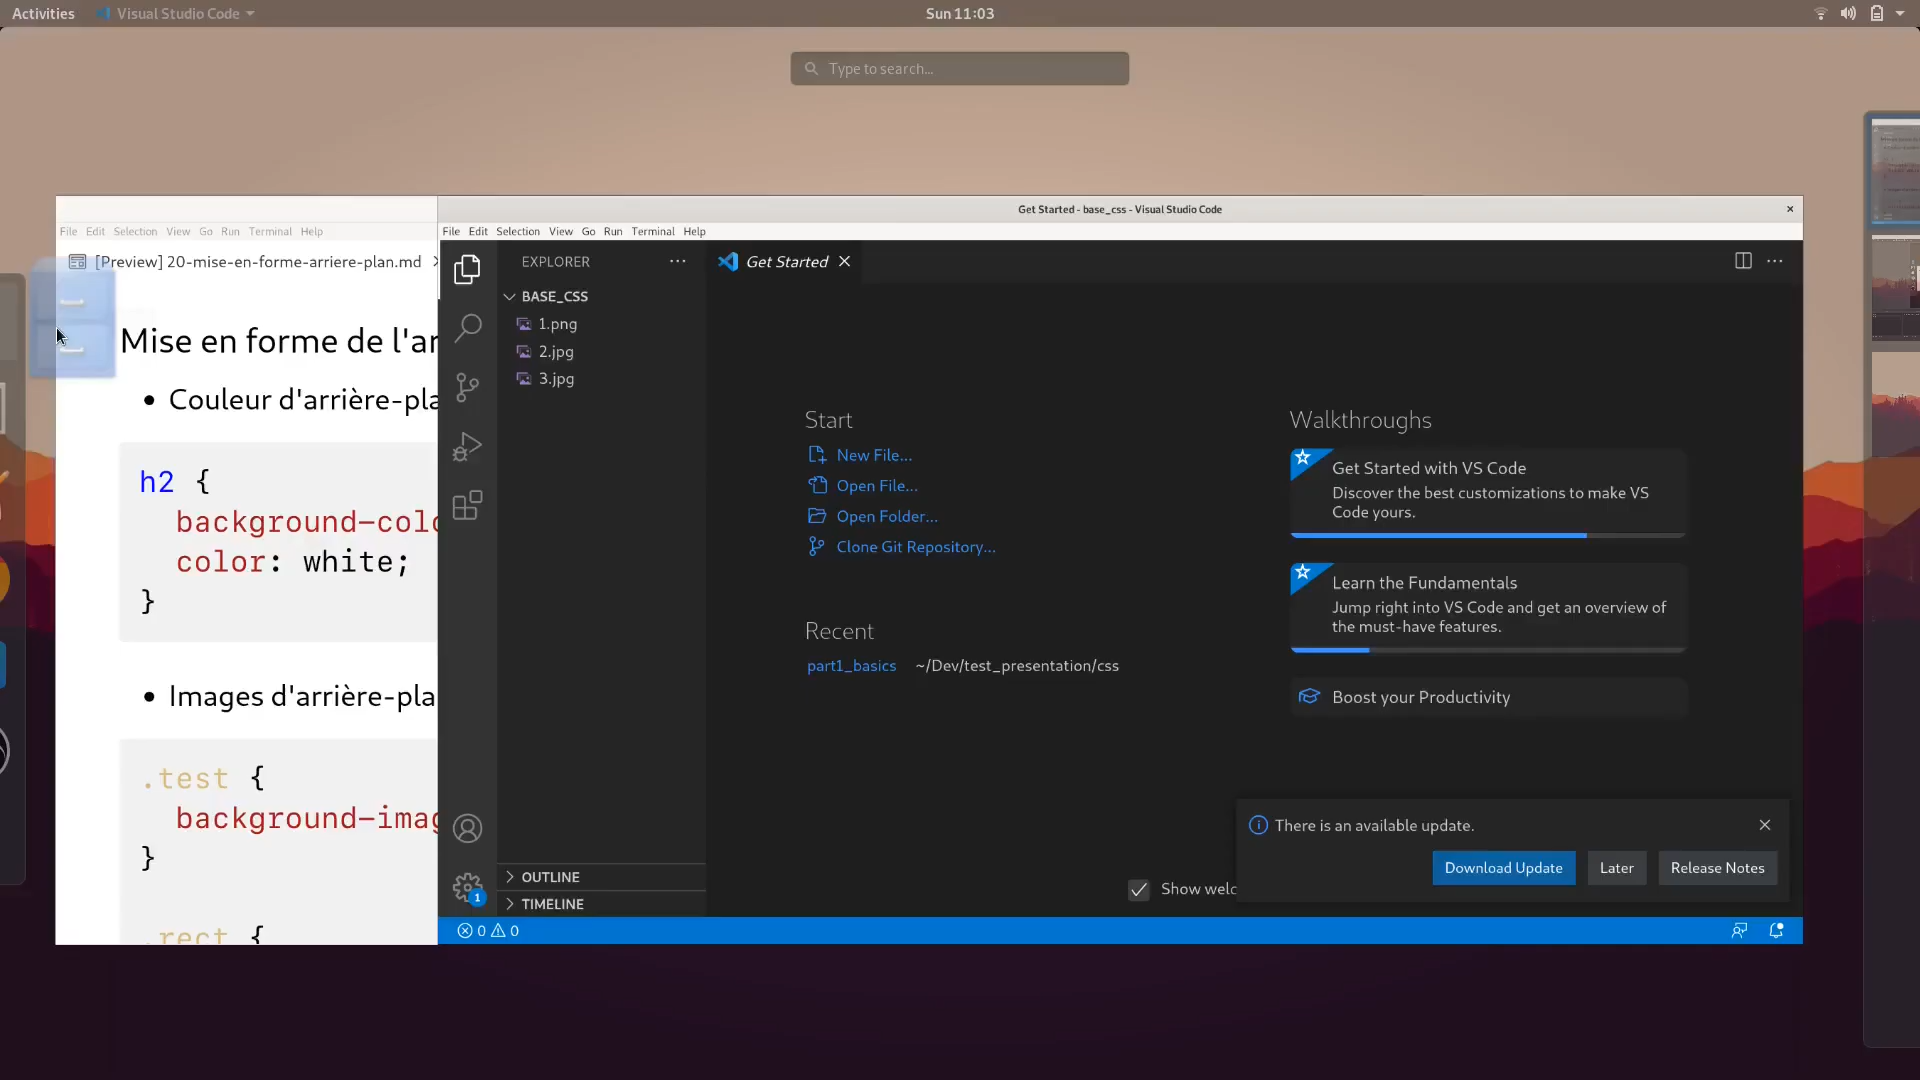 Activities
Visual Studio Code
Sun 11:03
Type to search...
File Edit Selection View Go Run Terminal Help
[Preview] 20-mise-en-forme-arriere-plan.md
Mise en forme de l'a
• Couleur d'arrière-pla
h2 {
background-colo
color: white;
}
• Images d'arrière-pla
.test {
background-imag
}
.rect {
Get Started - base_css - Visual Studio Code
File Edit Selection View Go Run Terminal Help
EXPLORER
BASE_CSS
1.png
2.jpg
3.jpg
OUTLINE
TIMELINE
1
0 0
Get Started
Start
New File...
Open File...
Open Folder...
Clone Git Repository...
Recent
part1_basics ~/Dev/test_presentation/css
Walkthroughs
Get Started with VS Code
Discover the best customizations to make VS
Code yours.
Learn the Fundamentals
Jump right into VS Code and get an overview of
the must-have features.
Boost your Productivity
Show welc
There is an available update.
Download Update
Later
Release Notes